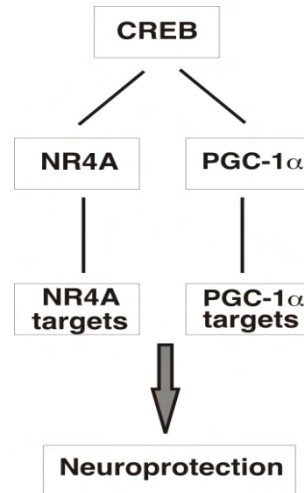 CREB
NR4A
PGC-1α
NR4A
targets
PGC-1α
targets
Neuroprotection